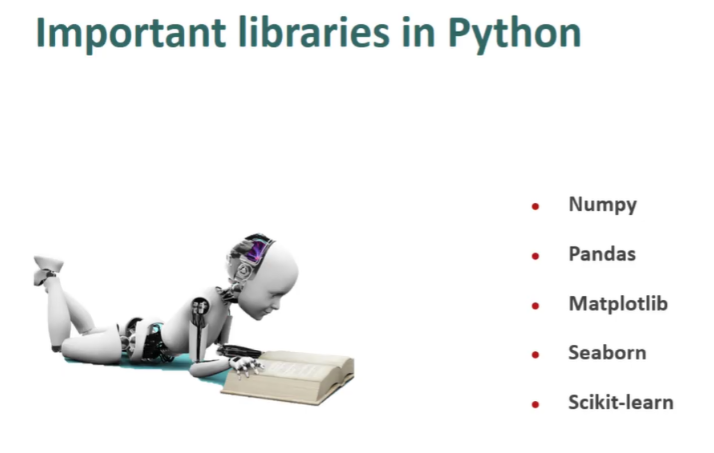 Important libraries in Python
• Numpy
• Pandas
• Matplotlib
• Seaborn
• Scikit-learn